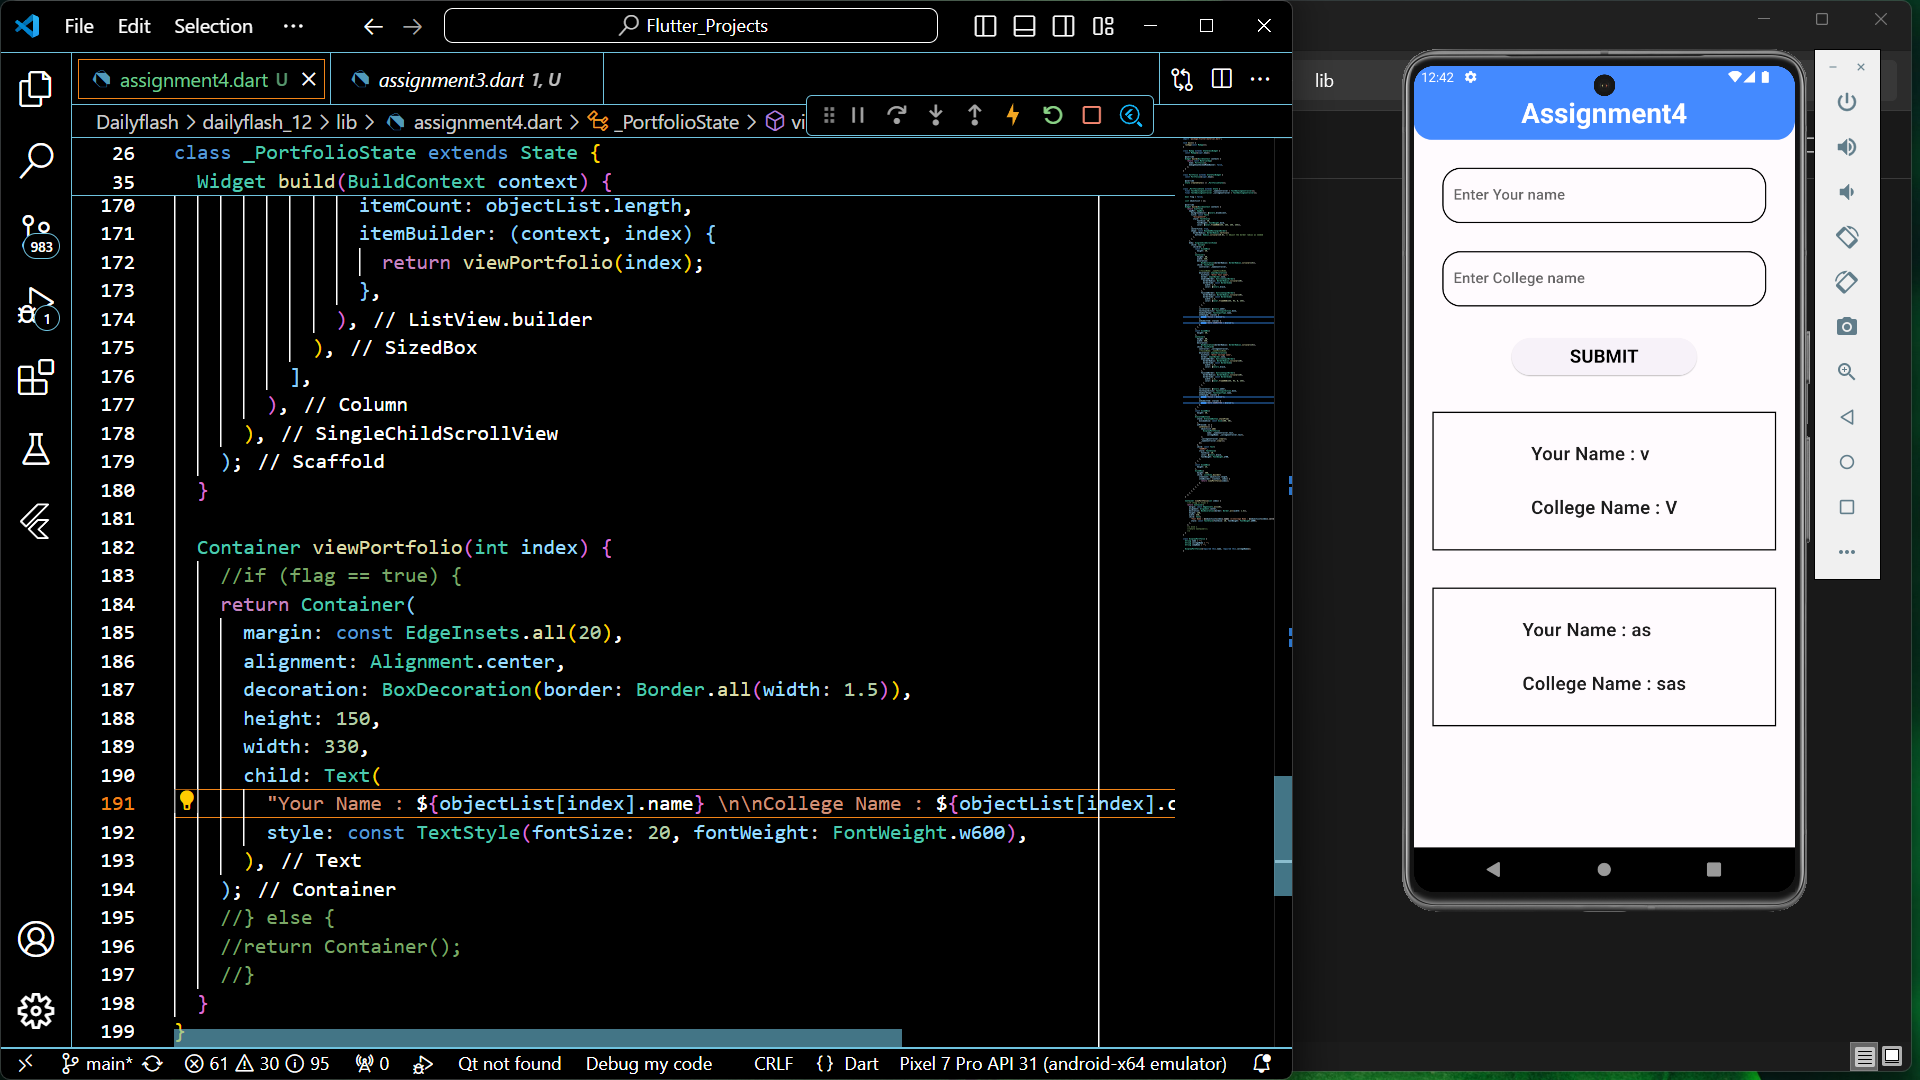 File Edit Selection ··· Flutter_Projects
assignment4.dart U
assignment3.dart 1, U
Dailyflash > dailyflash_12 > lib > assignment4.dart > _PortfolioState > vi
26 class _PortfolioState extends State {
35 Widget build(BuildContext context) {
170 itemCount: objectList.length,
171 itemBuilder: (context, index) {
172 return viewPortfolio(index);
173 },
174 ), // ListView.builder
175 ), // SizedBox
176 ],
177 ), // Column
178 ), // SingleChildScrollView
179 ); // Scaffold
180 }
181
182 Container viewPortfolio(int index) {
183 //if (flag == true) {
184 return Container(
185 margin: const EdgeInsets.all(20),
186 alignment: Alignment.center,
187 decoration: BoxDecoration(border: Border.all(width: 1.5)),
188 height: 150,
189 width: 330,
190 child: Text(
191 "Your Name : ${objectList[index].name} \n\nCollege Name : ${objectList[index].c
192 style: const TextStyle(fontSize: 20, fontWeight: FontWeight.w600),
193 ), // Text
194 ); // Container
195 //} else {
196 //return Container();
197 //}
198 }
199 }
983
1
main* 61 30 95 0 Qt not found Debug my code CRLF {} Dart Pixel 7 Pro API 31 (android-x64 emulator)
lib
12:42
Assignment4
Enter Your name
Enter College name
SUBMIT
Your Name : v
College Name : V
Your Name : as
College Name : sas